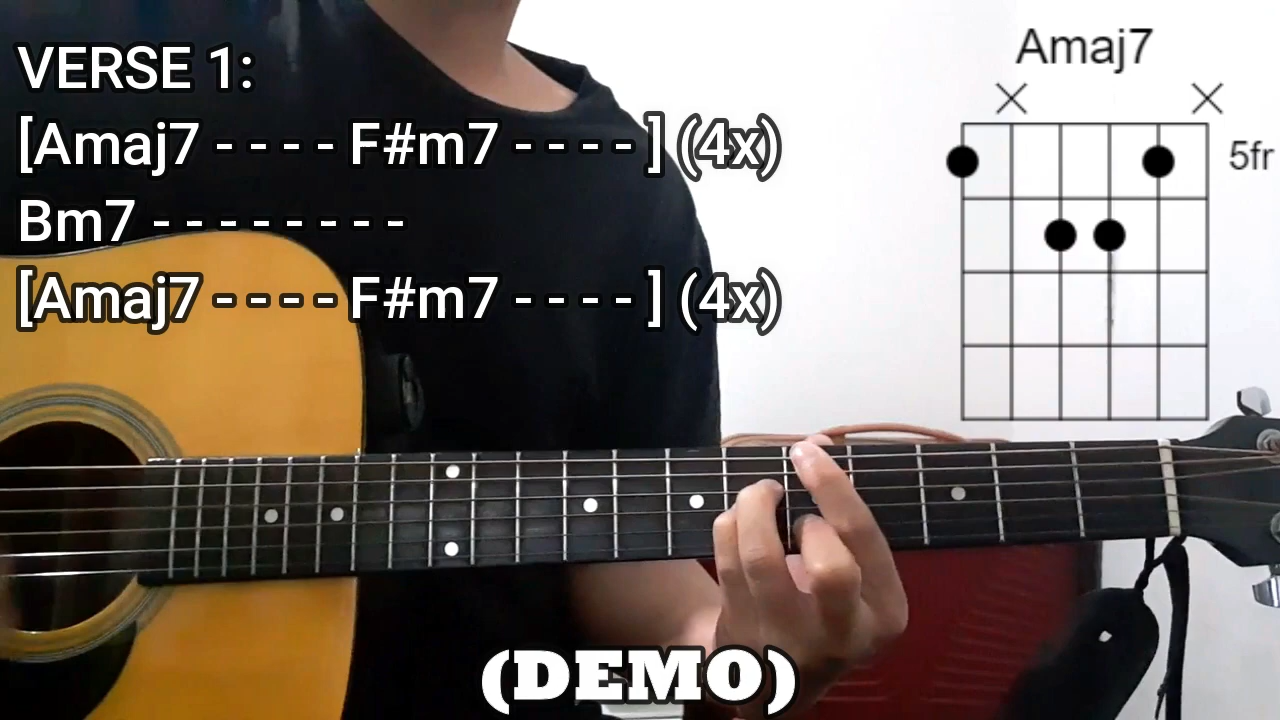 VERSE 1:
[Amaj7 - - - - F#m7 - - - - ] (4x)
Bm7 - - - - - - - -
[Amaj7 - - - - F#m7 - - - - ] (4x)
Amaj7
5fr
(DEMO)